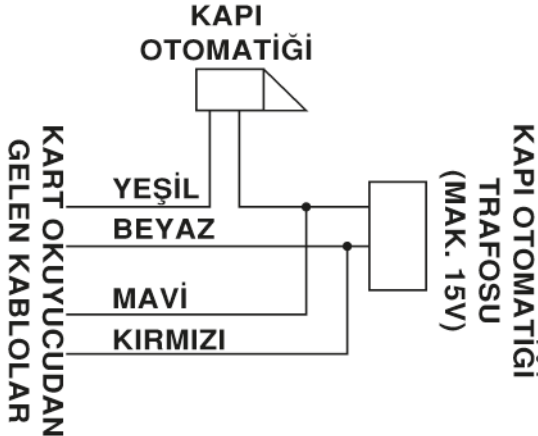 KAPI
OTOMATİĞİ
YEŞİL
BEYAZ
MAVİ
KIRMIZI
KART OKUYUCUDAN
GELEN KABLOLAR
KAPI OTOMATİĞİ
TRAFOSU
(MAK. 15V)